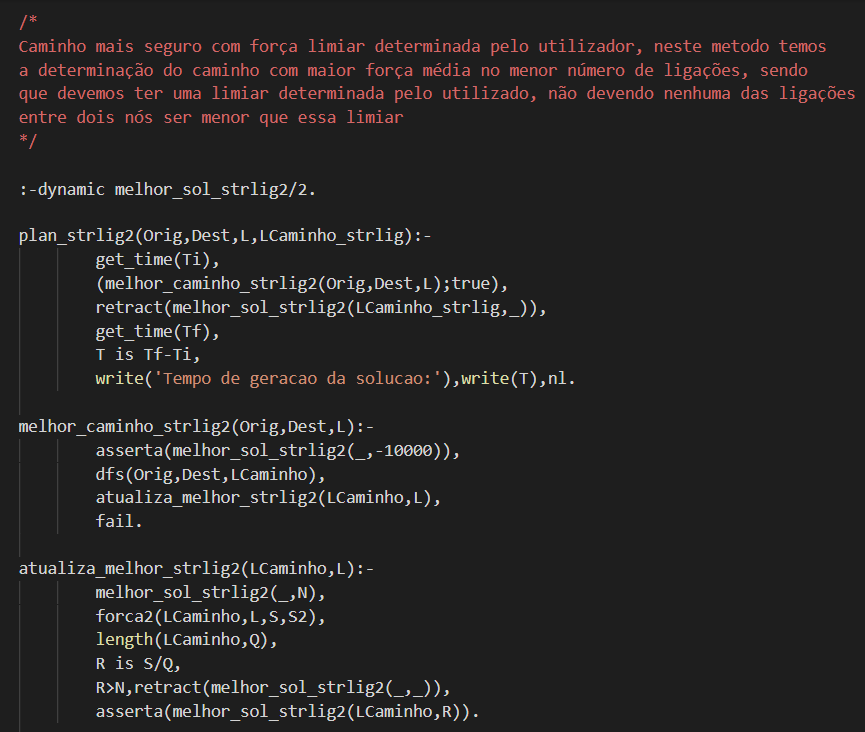 /*
Caminho mais seguro com força limiar determinada pelo utilizador, neste metodo temos
a determinação do caminho com maior força média no menor número de ligações, sendo
que devemos ter uma limiar determinada pelo utilizado, não devendo nenhuma das ligações
entre dois nós ser menor que essa limiar
*/
:-dynamic melhor_sol_strlig2/2.
plan_strlig2(Orig,Dest,L,LCaminho_strlig):-
get_time(Ti),
(melhor_caminho_strlig2(Orig,Dest,L);true),
retract(melhor_sol_strlig2(LCaminho_strlig,_)),
get_time(Tf),
T is Tf-Ti,
write('Tempo de geracao da solucao:'),write(T),nl.
melhor_caminho_strlig2(Orig,Dest,L):-
asserta(melhor_sol_strlig2(_,-10000)),
dfs(Orig,Dest,LCaminho),
atualiza_melhor_strlig2(LCaminho,L),
fail.
atualiza_melhor_strlig2(LCaminho,L):-
melhor_sol_strlig2(_,N),
forca2(LCaminho,L,S,S2),
length(LCaminho,Q),
R is S/Q,
R>N,retract(melhor_sol_strlig2(_,_)),
asserta(melhor_sol_strlig2(LCaminho,R)).